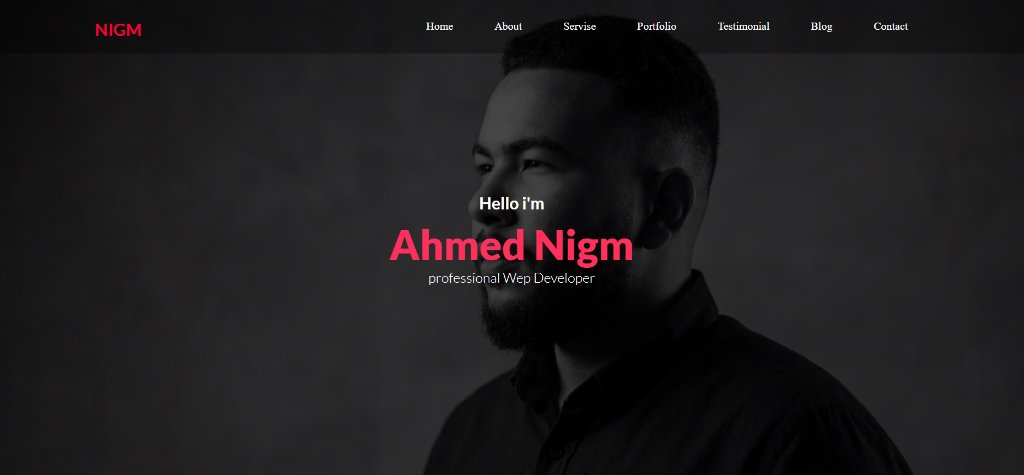 NIGM
Home About Servise Portfolio Testimonial Blog Contact
Hello i'm
Ahmed Nigm
professional Wep Developer